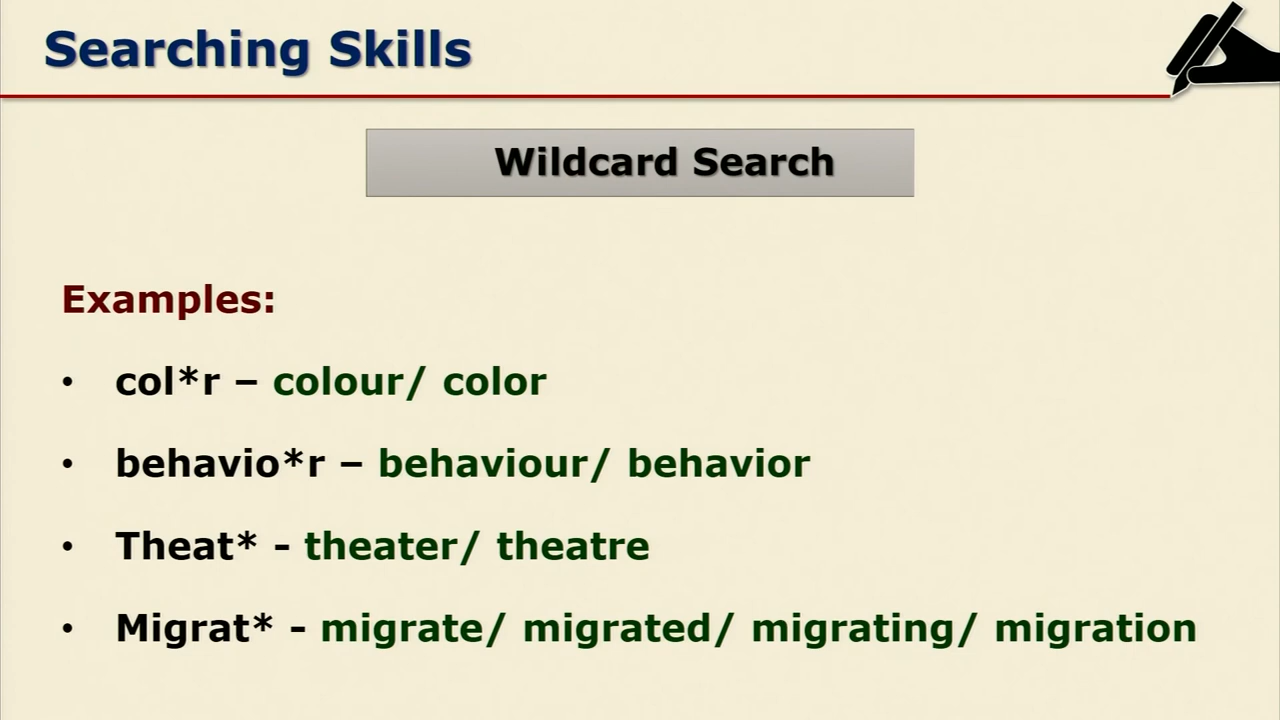 Searching Skills
Wildcard Search
Examples:
• col*r – colour/ color
• behavio*r – behaviour/ behavior
• Theat* - theater/ theatre
• Migrat* - migrate/ migrated/ migrating/ migration